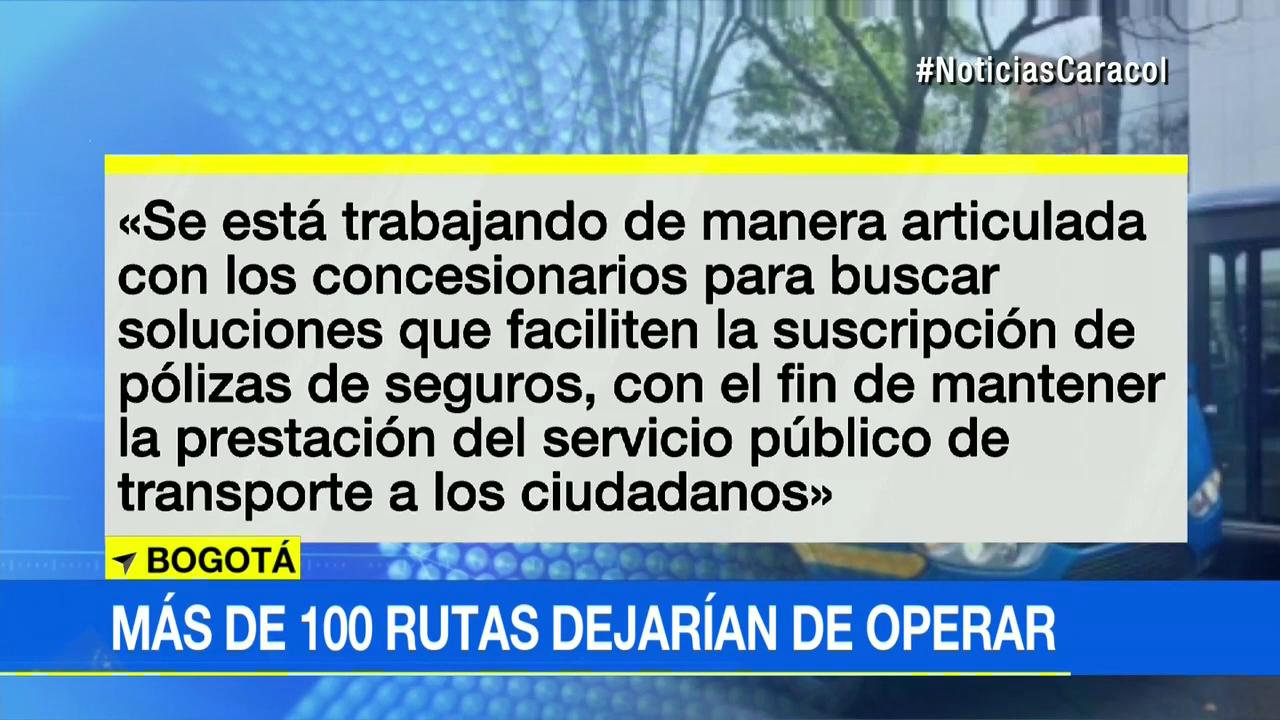 #NoticiasCaracol
«Se está trabajando de manera articulada
con los concesionarios para buscar
soluciones que faciliten la suscripción de
pólizas de seguros, con el fin de mantener
la prestación del servicio público de
transporte a los ciudadanos»
BOGOTÁ
MÁS DE 100 RUTAS DEJARÍAN DE OPERAR